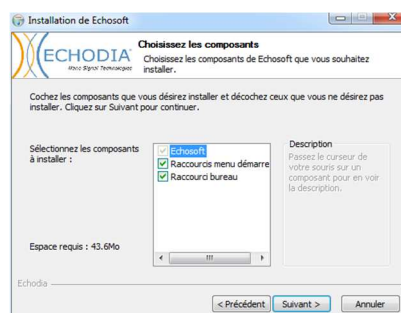 Installation de Echosoft
ECHODIA
Hand Signal Technologies
Choisissez les composants
Choisissez les composants de Echosoft que vous souhaitez
installer.
Cochez les composants que vous désirez installer et décochez ceux que vous ne désirez pas
installer. Cliquez sur Suivant pour continuer.
Sélectionnez les composants
à installer :
Echosoft
Raccourcis menu démarre
Raccourci bureau
Description
Passez le curseur de
votre souris sur un
composant pour en voir
la description.
Espace requis : 43.6Mo
Echodia
< Précédent
Suivant >
Annuler